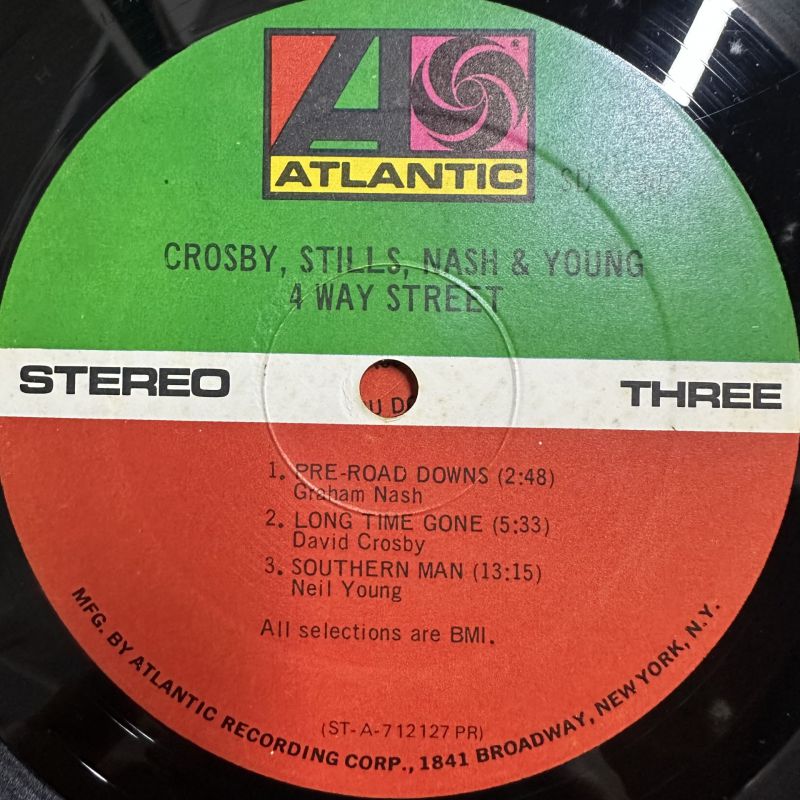 ATLANTIC
®
SD
CROSBY, STILLS, NASH & YOUNG
4 WAY STREET
STEREO
THREE
1. PRE-ROAD DOWNS (2:48)
Graham Nash
2. LONG TIME GONE (5:33)
David Crosby
3. SOUTHERN MAN (13:15)
Neil Young
All selections are BMI.
(ST-A-712127 PR)
MFG. BY ATLANTIC RECORDING CORP., 1841 BROADWAY, NEW YORK, N.Y.